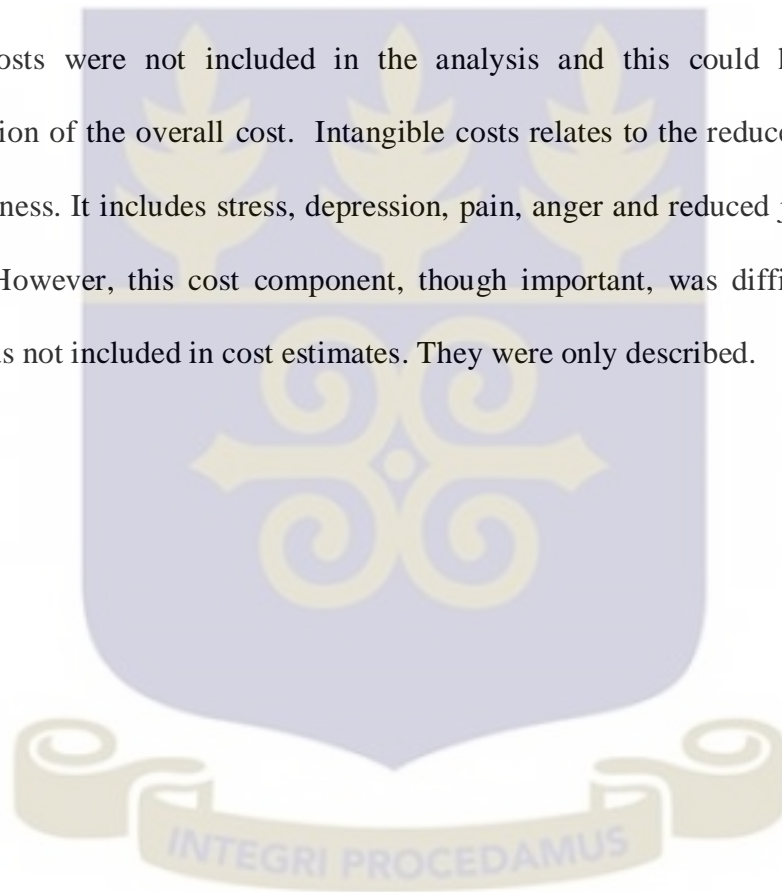 osts were not included in the analysis and this could
ion of the overall cost. Intangible costs relates to the reduc
ness. It includes stress, depression, pain, anger and reduced
However, this cost component, though important, was diffi
s not included in cost estimates. They were only described.
INTEGRI PROCEDAMUS